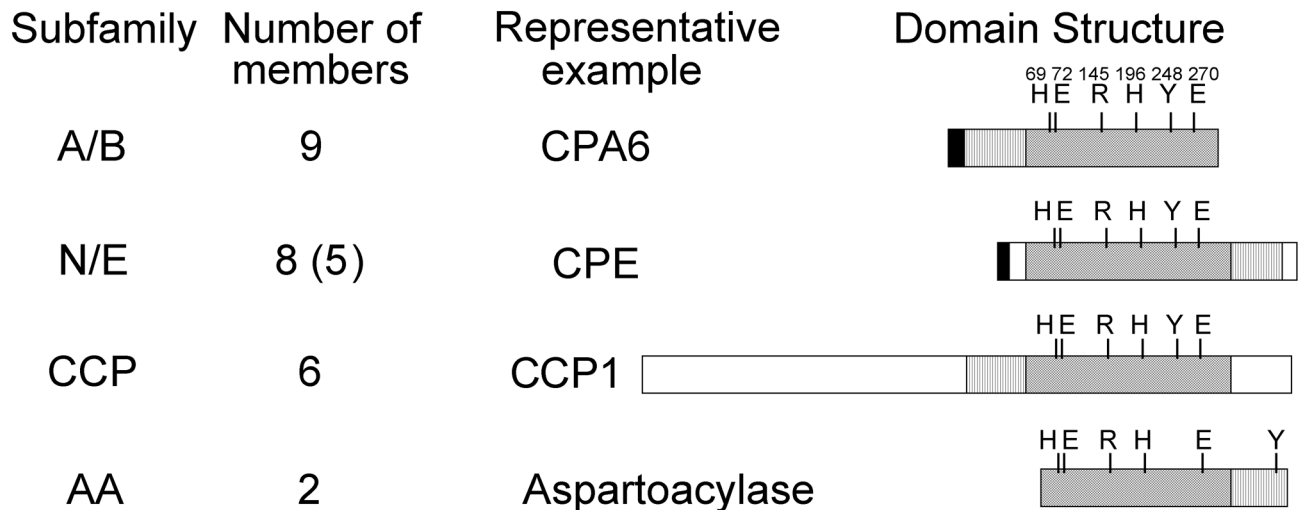 Subfamily Number of members Representative example Domain Structure
69 72 145 196 248 270
H E R H Y E
A/B 9 CPA6
H E R H Y E
N/E 8 (5) CPE
H E R H Y E
CCP 6 CCP1
H E R H E Y
AA 2 Aspartoacylase